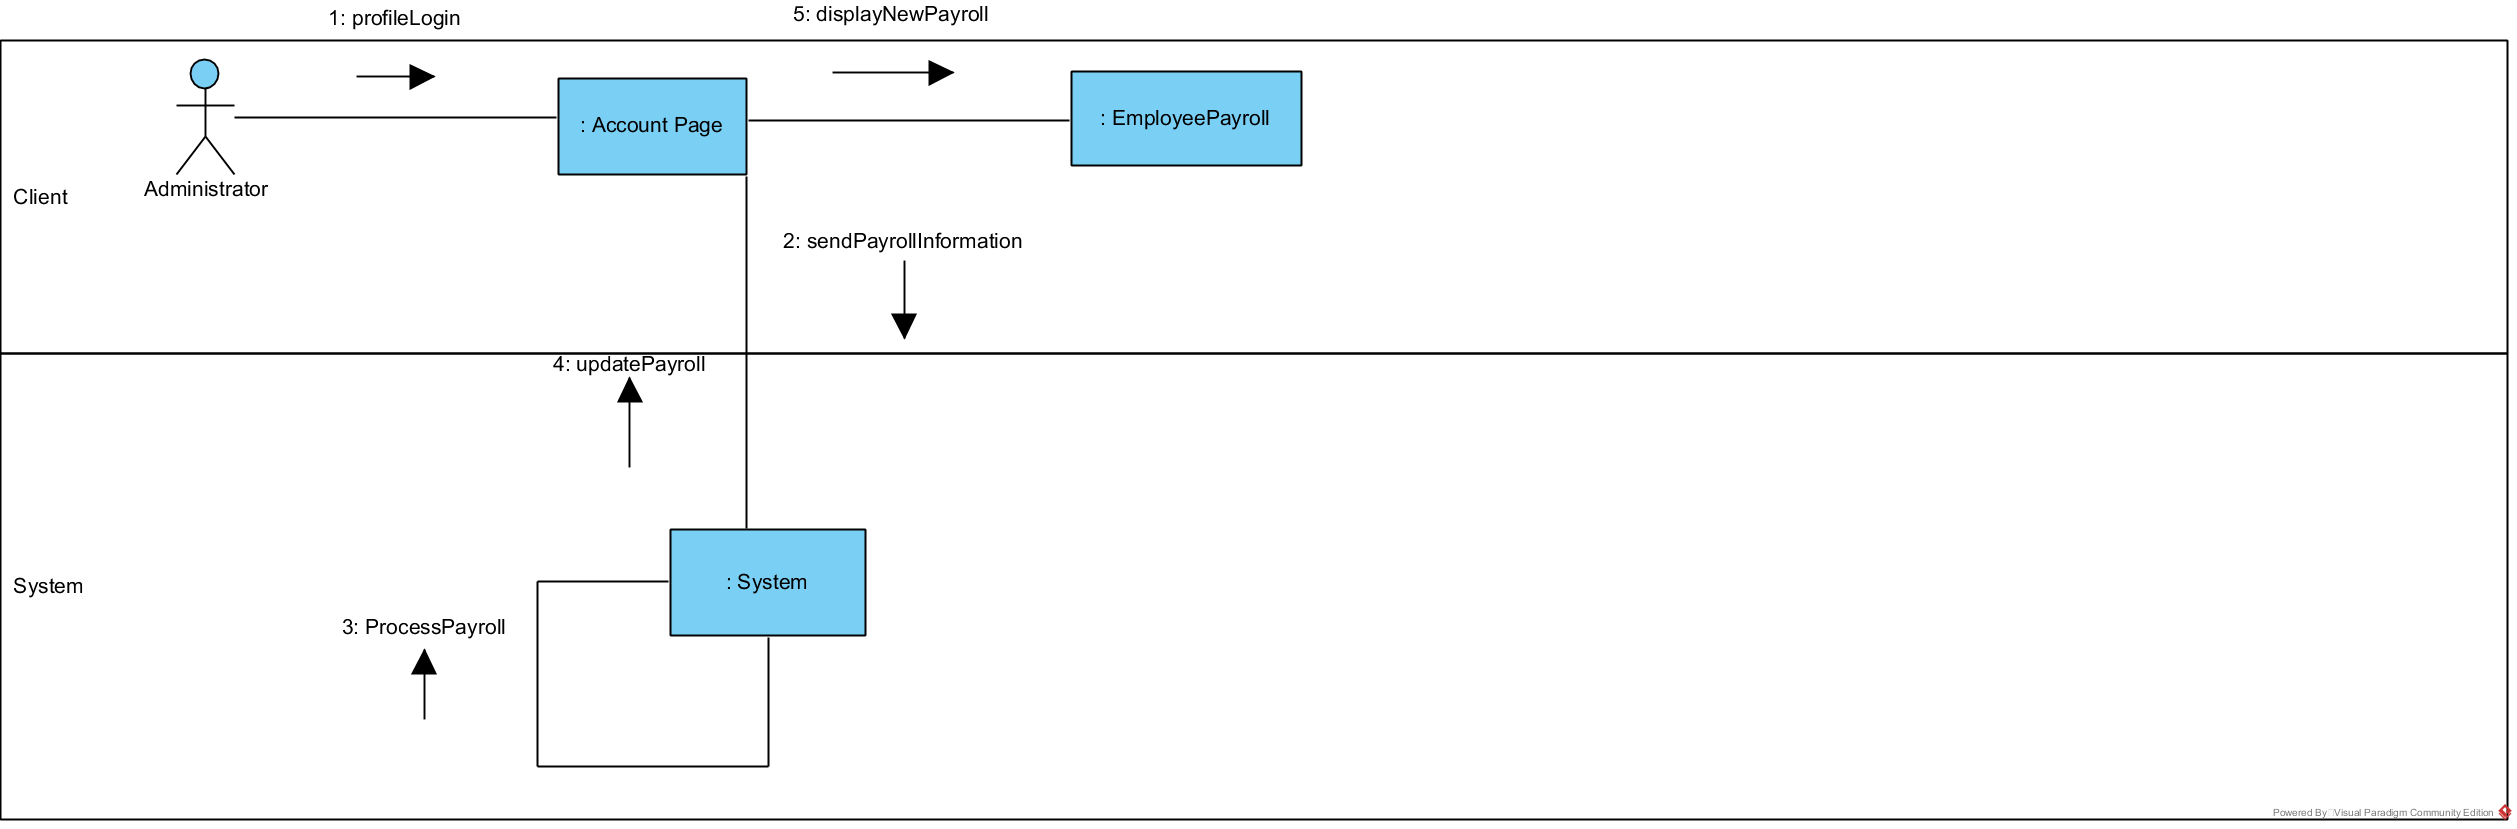 1: profileLogin
5: displayNewPayroll
: Account Page
: EmployeePayroll
Administrator
Client
2: sendPayrollInformation
4: updatePayroll
: System
System
3: ProcessPayroll
Powered By Visual Paradigm Community Edition